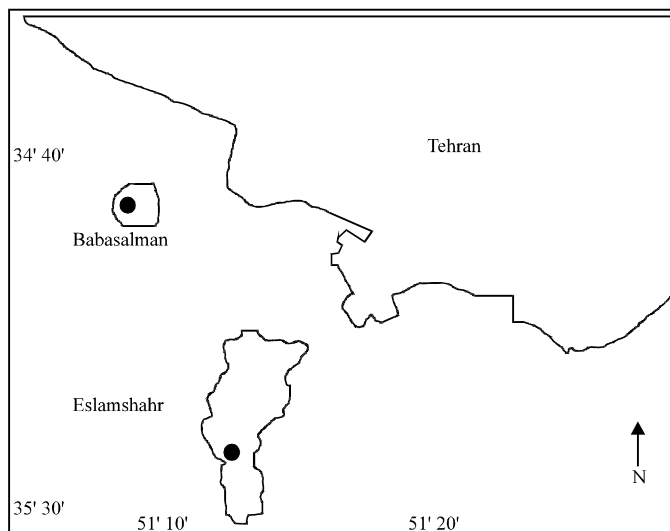 Tehran
34' 40'
Babasalman
Eslamshahr
N
35' 30'
51' 10'
51' 20'